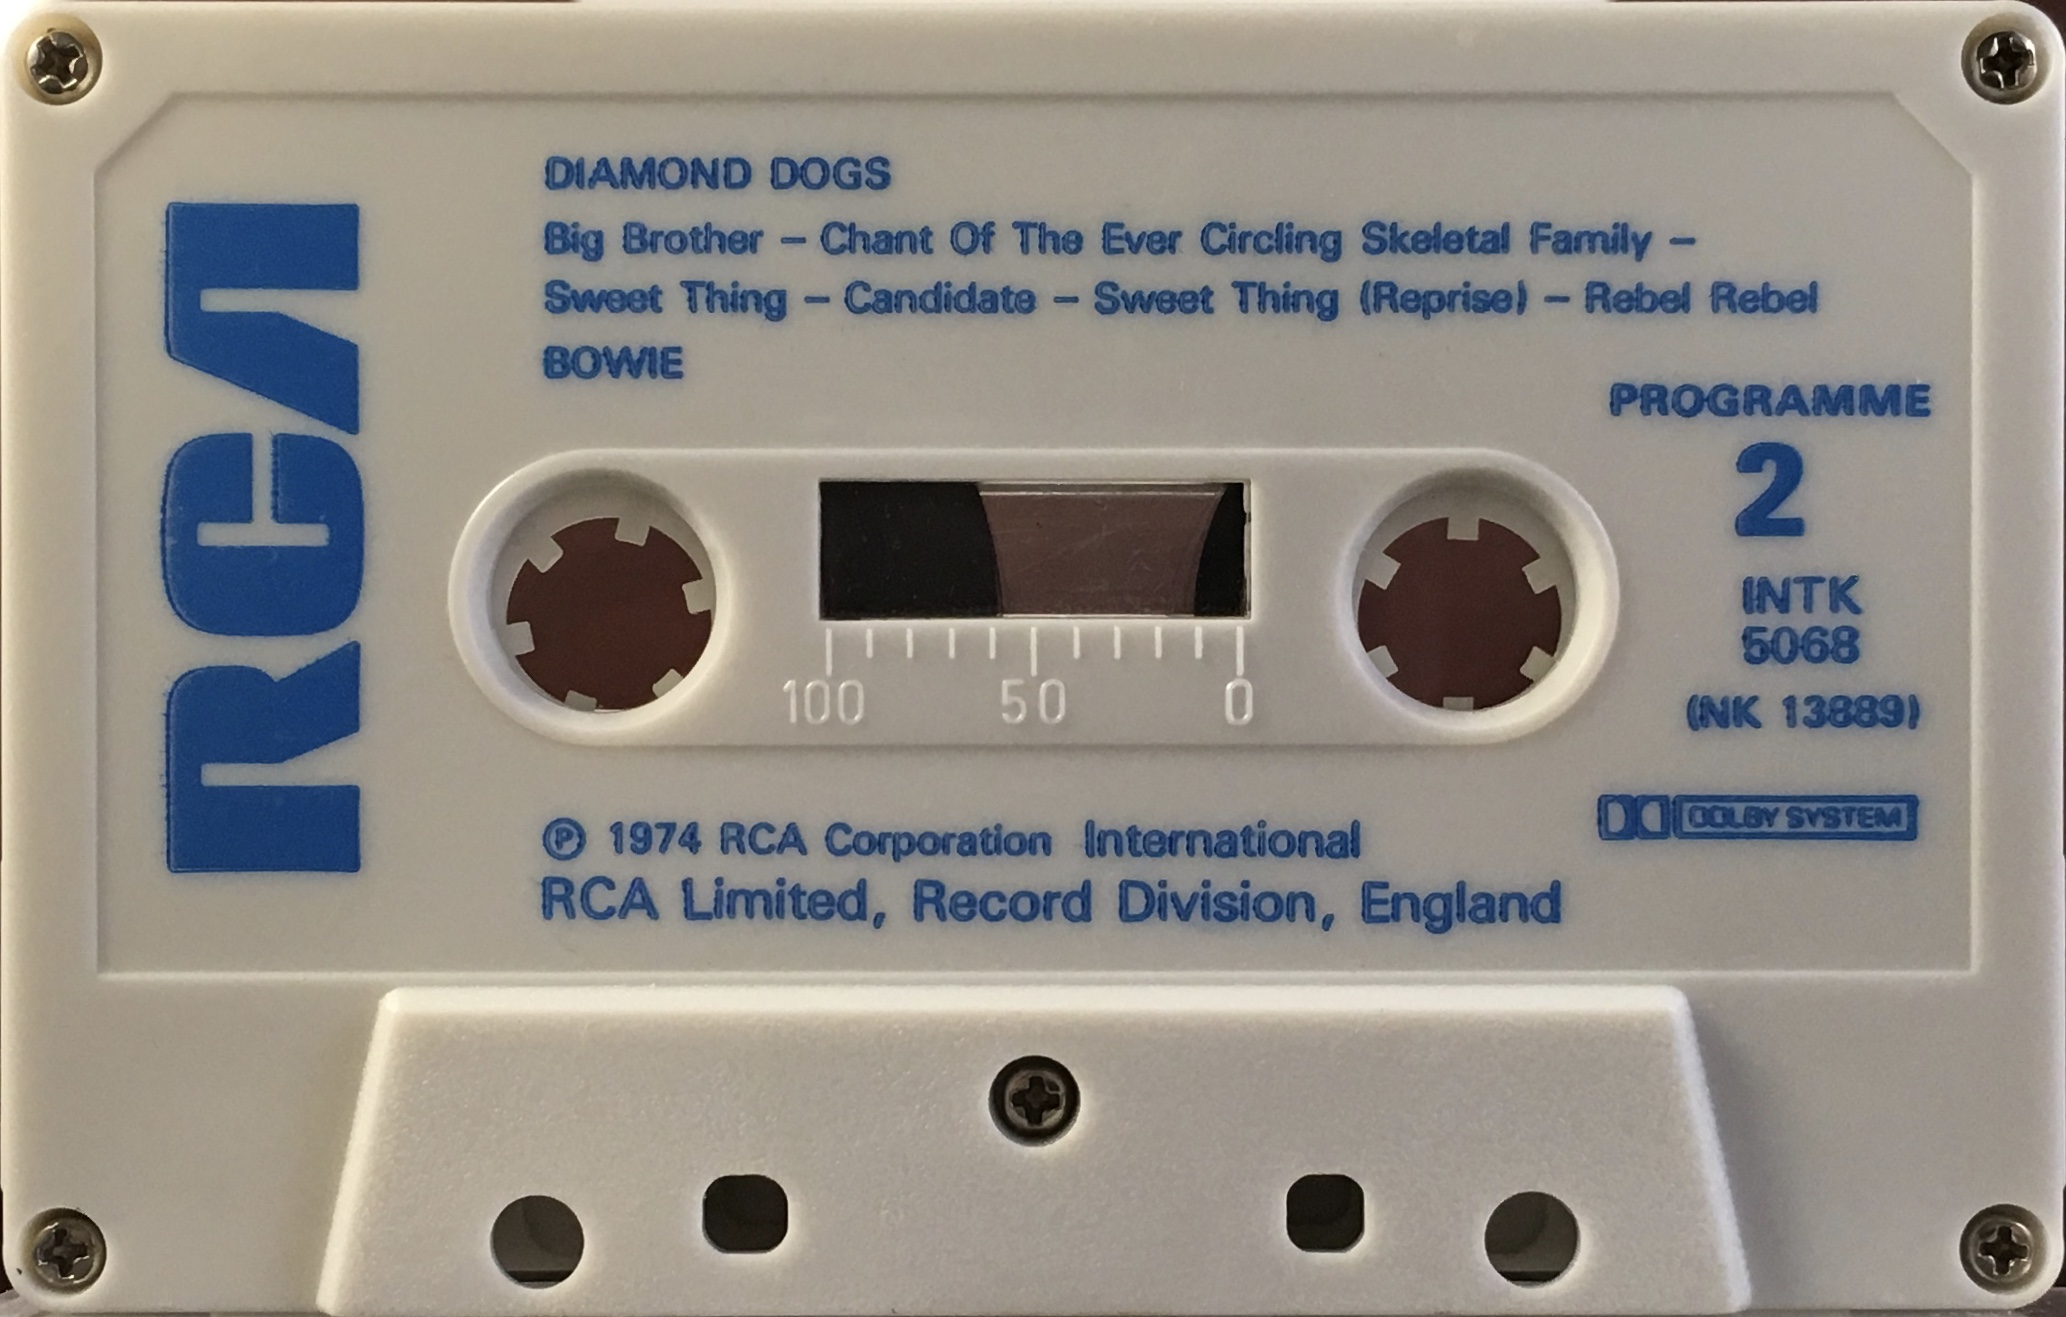 RCA
DIAMOND DOGS
Big Brother – Chant Of The Ever Circling Skeletal Family –
Sweet Thing – Candidate – Sweet Thing (Reprise) – Rebel Rebel
BOWIE
PROGRAMME
2
INTK
5068
(NK 13889)
100 50 0
DOLBY SYSTEM
℗ 1974 RCA Corporation International
RCA Limited, Record Division, England